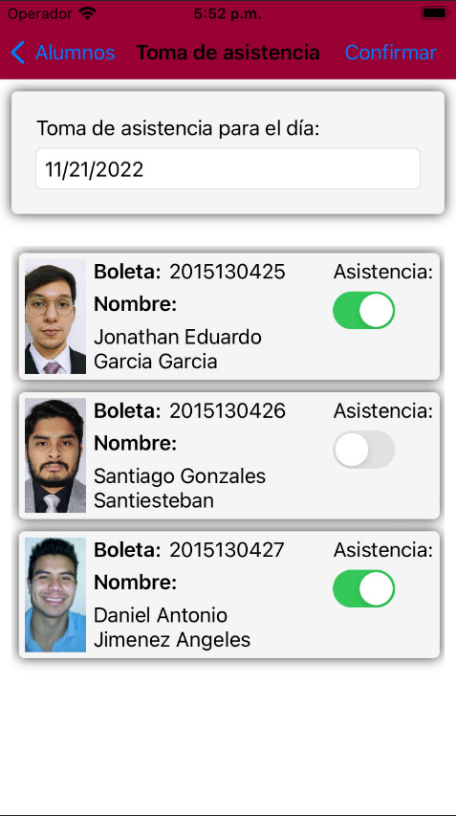 Operador 5:52 p.m.
Alumnos Toma de asistencia Confirmar
Toma de asistencia para el día:
11/21/2022
Boleta: 2015130425 Asistencia:
Nombre:
Jonathan Eduardo
Garcia Garcia
Boleta: 2015130426 Asistencia:
Nombre:
Santiago Gonzales
Santiesteban
Boleta: 2015130427 Asistencia:
Nombre:
Daniel Antonio
Jimenez Angeles